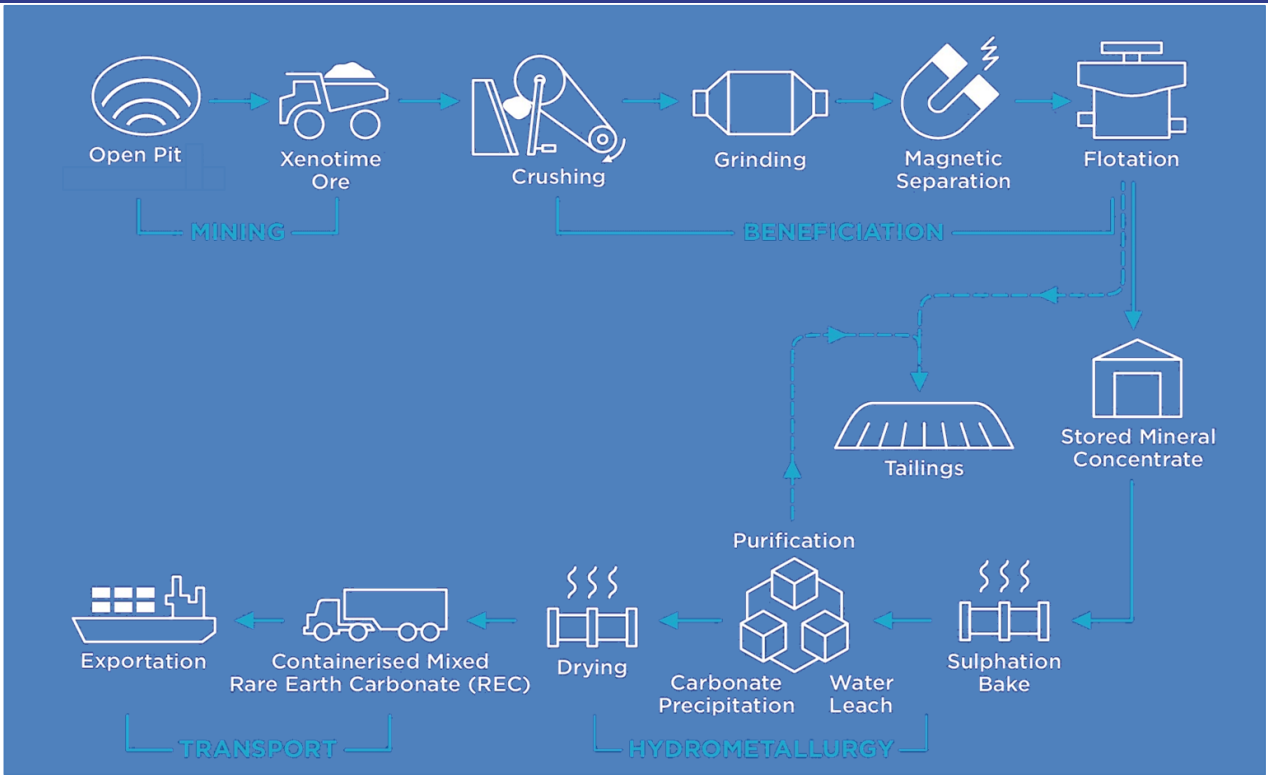 Open Pit
Xenotime
Ore
Crushing
Grinding
Magnetic
Separation
Flotation
MINING
BENEFICIATION
Stored Mineral
Concentrate
Tailings
Purification
Exportation
Containerised Mixed
Rare Earth Carbonate (REC)
Drying
Carbonate
Precipitation
Water
Leach
Sulphation
Bake
TRANSPORT
HYDROMETALLURGY